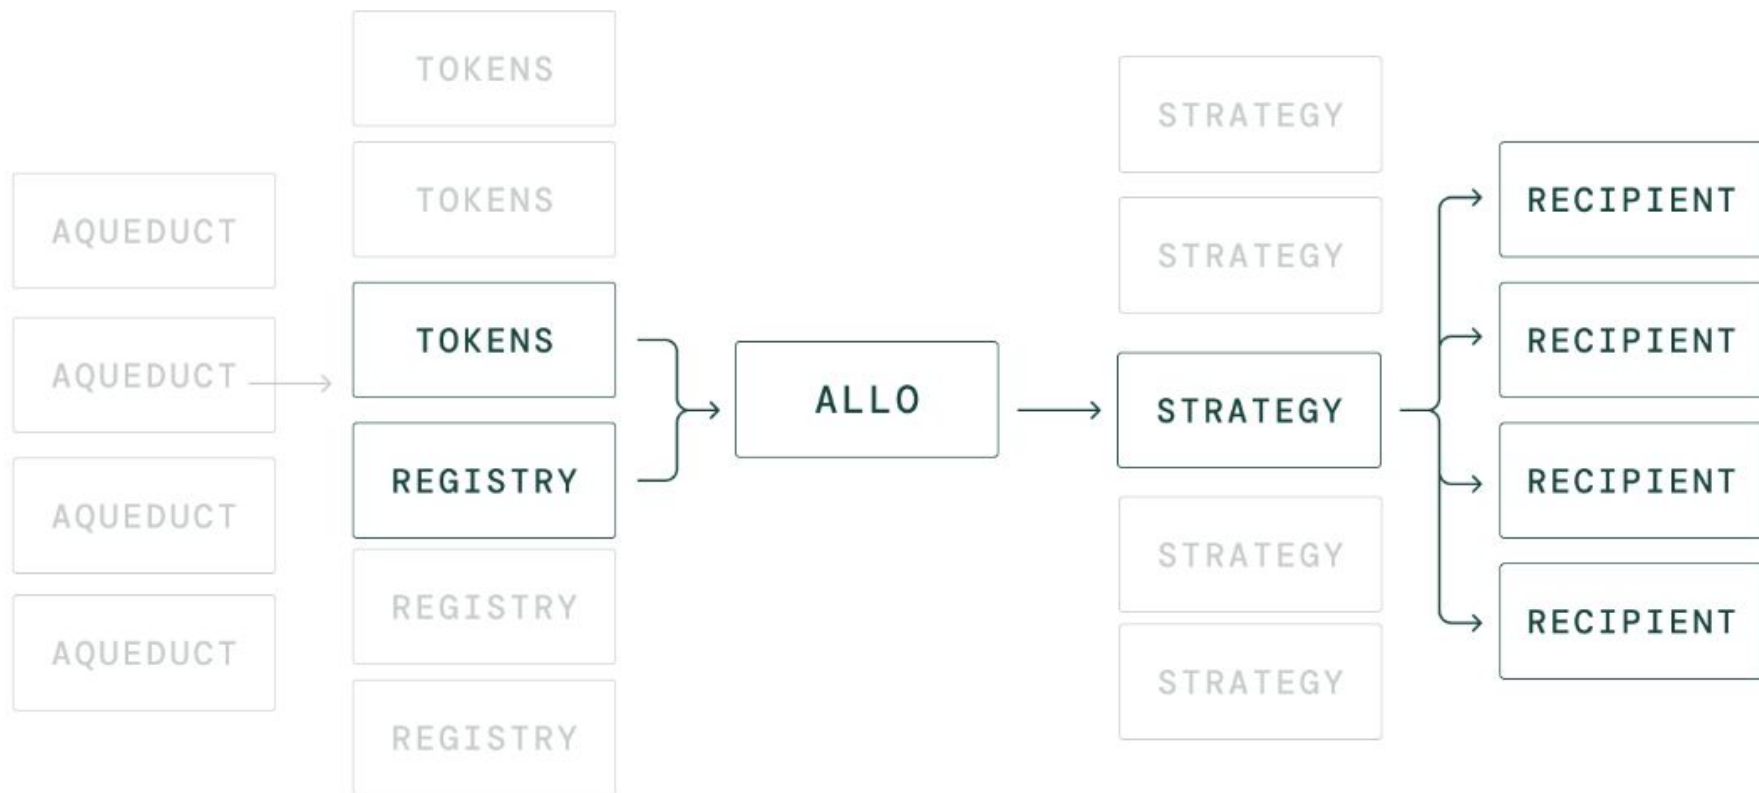 AQUEDUCT
AQUEDUCT
AQUEDUCT
AQUEDUCT
TOKENS
TOKENS
TOKENS
REGISTRY
REGISTRY
REGISTRY
ALLO
STRATEGY
STRATEGY
STRATEGY
STRATEGY
STRATEGY
RECIPIENT
RECIPIENT
RECIPIENT
RECIPIENT